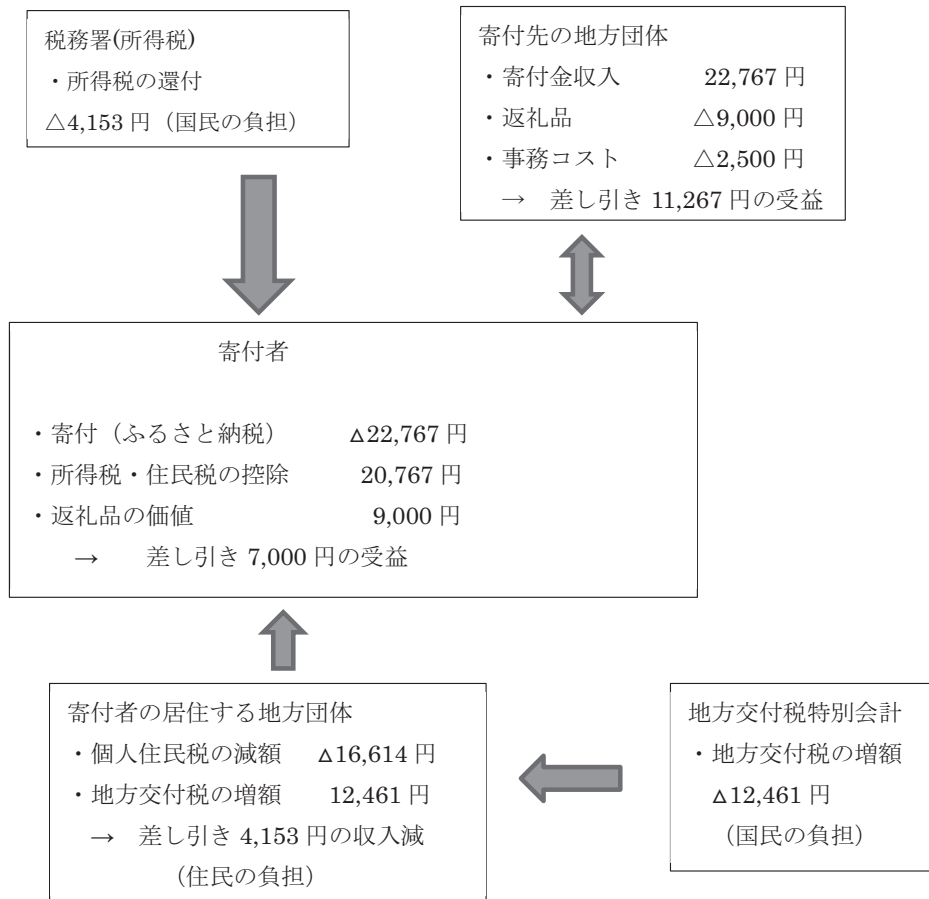 税務署(所得税)
・所得税の還付
△4,153 円（国民の負担）
寄付先の地方団体
・寄付金収入 22,767 円
・返礼品 △9,000 円
・事務コスト △2,500 円
→ 差し引き 11,267 円の受益
寄付者
・寄付（ふるさと納税） △22,767 円
・所得税・住民税の控除 20,767 円
・返礼品の価値 9,000 円
→ 差し引き 7,000 円の受益
寄付者の居住する地方団体
・個人住民税の減額 △16,614 円
・地方交付税の増額 12,461 円
→ 差し引き 4,153 円の収入減
（住民の負担）
地方交付税特別会計
・地方交付税の増額
△12,461 円
（国民の負担）